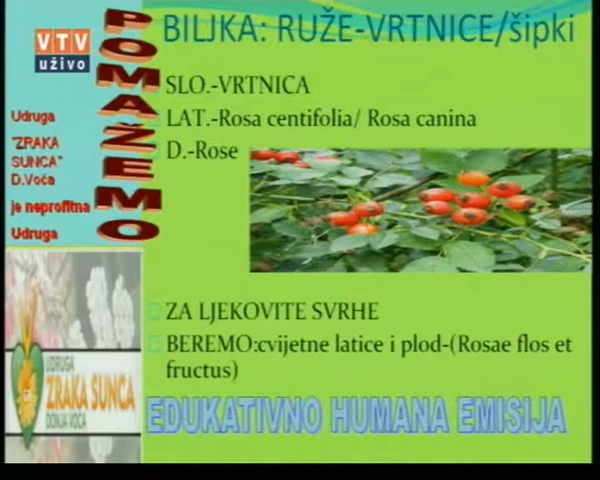 BILJKA: RUŽE-VRTNICE/šipki
VTV
uživo
POMAŽEMO
SLO.-VRTNICA
LAT.-Rosa centifolia/ Rosa canina
D.-Rose
Udruga
"ZRAKA
SUNCA"
D.Voća
je neprofitna
Udruga
ZA LJEKOVITE SVRHE
BEREMO:cvijetne latice i plod-(Rosae flos et
fructus)
UDRUGA
ZRAKA SUNCA
DONJA VOĆA
EDUKATIVNO HUMANA EMISIJA